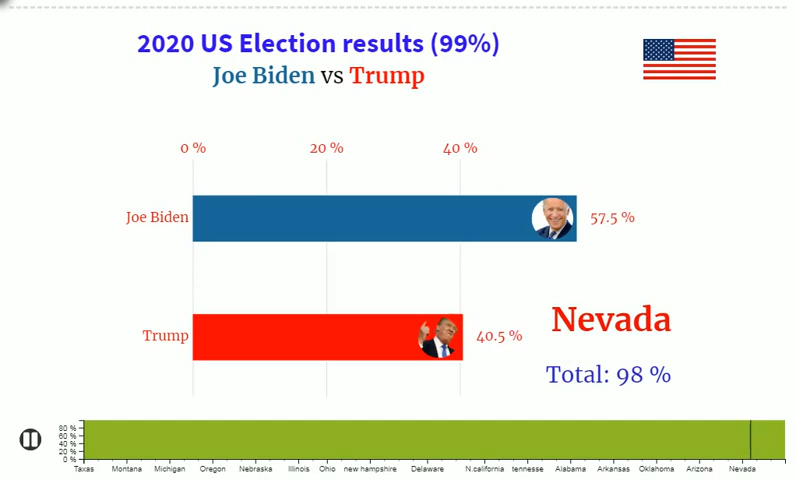 2020 US Election results (99%)
Joe Biden vs Trump
0 % 20 % 40 %
Joe Biden 57.5 %
Trump 40.5 %
Nevada
Total: 98 %
80 %
60 %
40 %
20 %
0 %
Taxas Montana Michigan Oregon Nebraska Illinois Ohio new hampshire Delaware N.california tennesse Alabama Arkansas Oklahoma Arizona Nevada